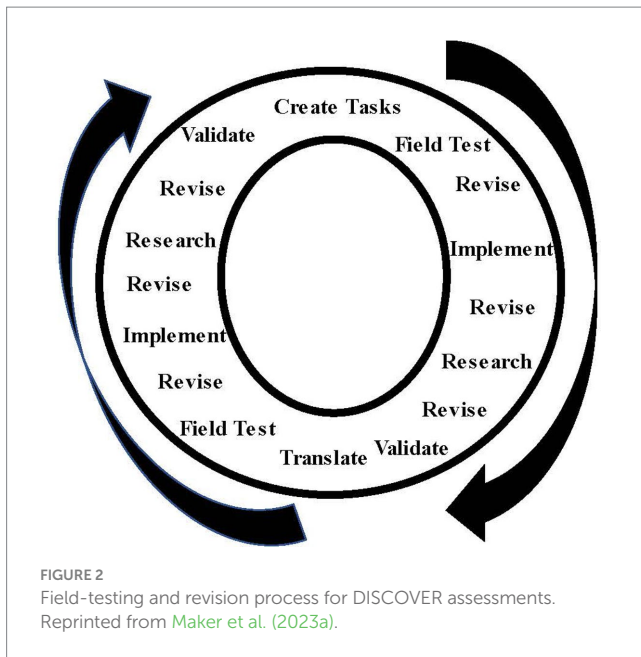 Create Tasks
Field Test
Revise
Implement
Revise
Research
Revise
Validate
Translate
Field Test
Revise
Implement
Revise
Research
Revise
Validate
FIGURE 2
Field-testing and revision process for DISCOVER assessments.
Reprinted from Maker et al. (2023a).